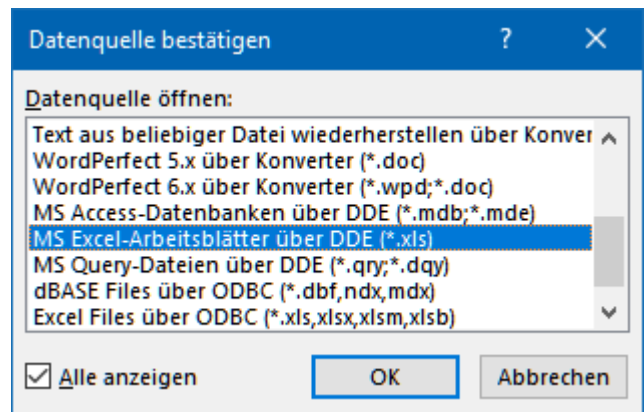 Datenquelle bestätigen
Datenquelle öffnen:
Text aus beliebiger Datei wiederherstellen über Konver
WordPerfect 5.x über Konverter (*.doc)
WordPerfect 6.x über Konverter (*.wpd;*.doc)
MS Access-Datenbanken über DDE (*.mdb;*.mde)
MS Excel-Arbeitsblätter über DDE (*.xls)
MS Query-Dateien über DDE (*.qry;*.dqy)
dBASE Files über ODBC (*.dbf,ndx,mdx)
Excel Files über ODBC (*.xls,xlsx,xlsm,xlsb)
Alle anzeigen OK Abbrechen